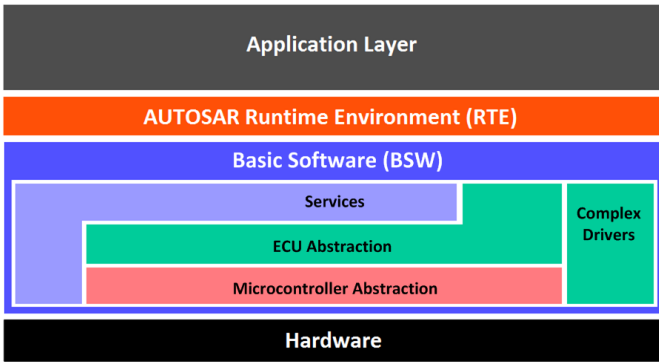 Application Layer
AUTOSAR Runtime Environment (RTE)
Basic Software (BSW)
Services
Complex
Drivers
ECU Abstraction
Microcontroller Abstraction
Hardware